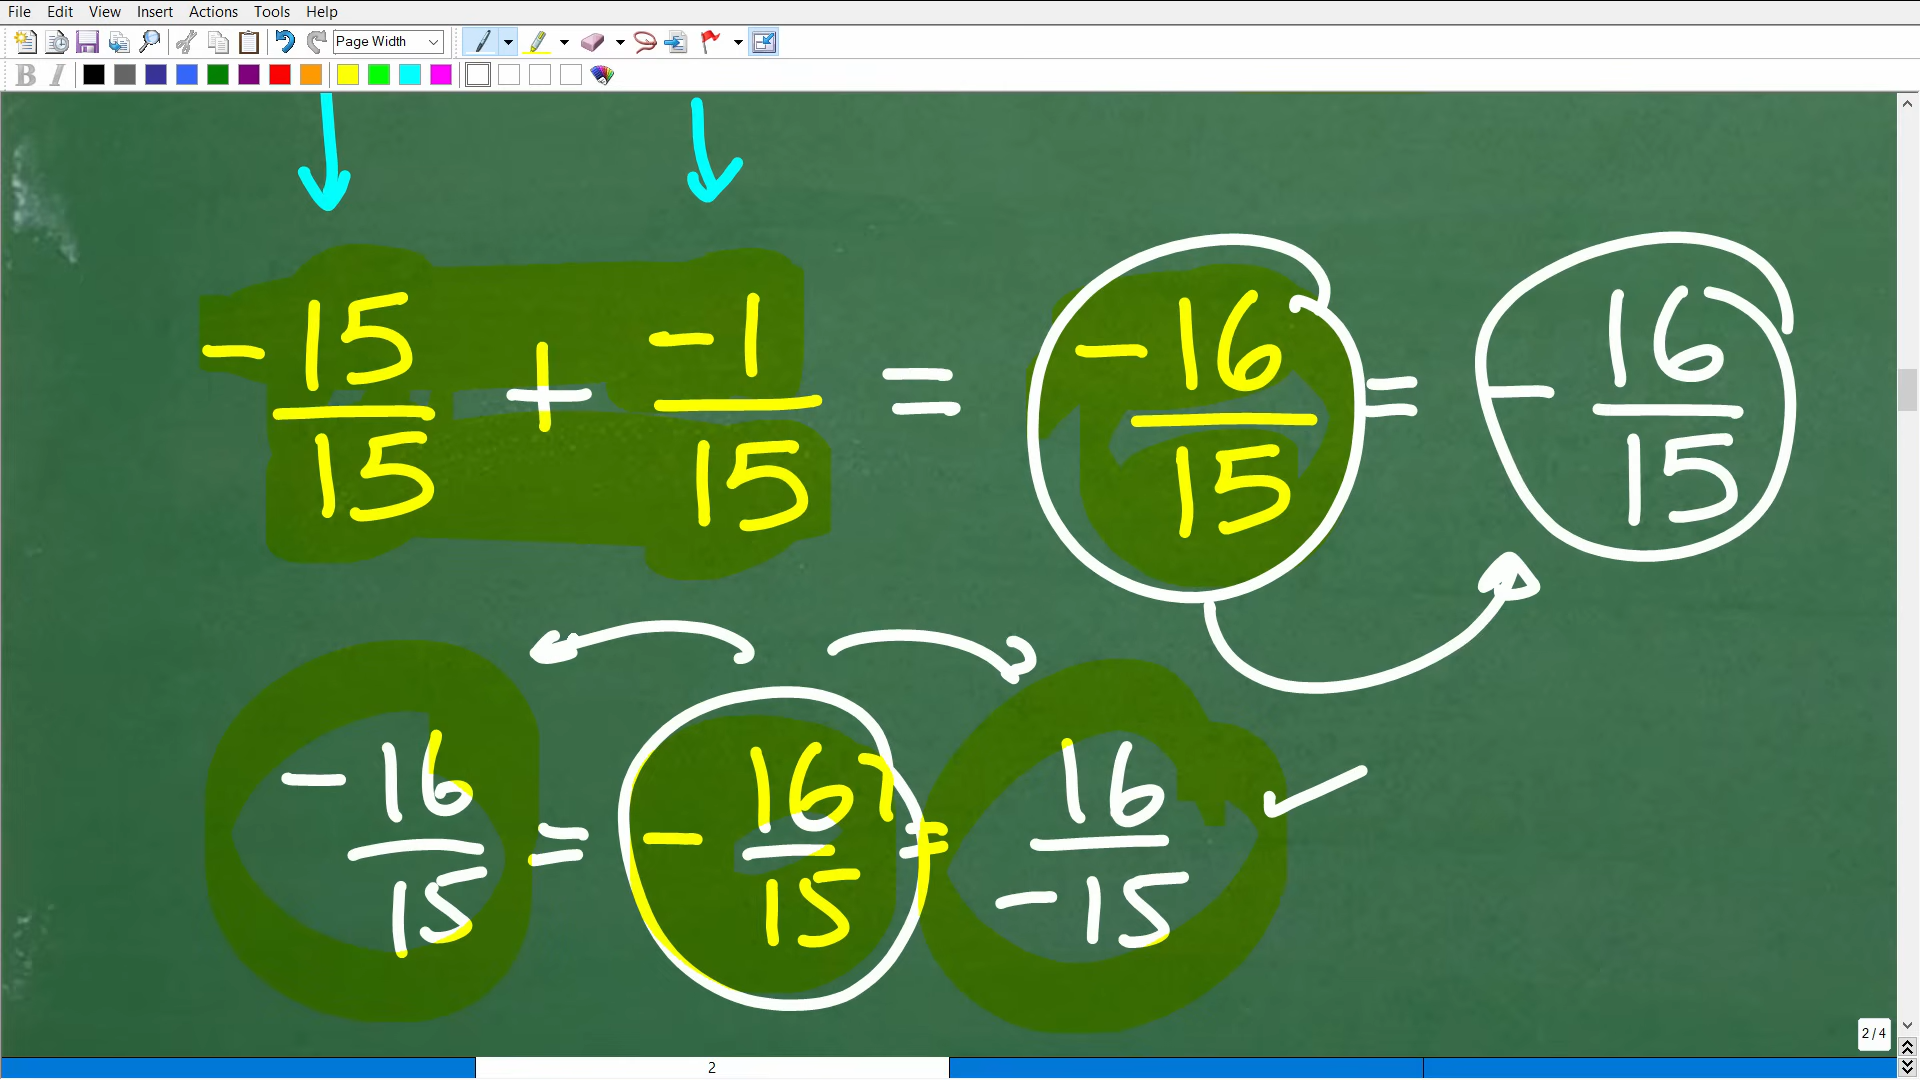 File Edit View Insert Actions Tools Help
Page Width
B I
-15/15 + -1/15 = -16/15 = - 16/15
-16/15 = - 16/15 = 16/-15 ✓
2 / 4
2